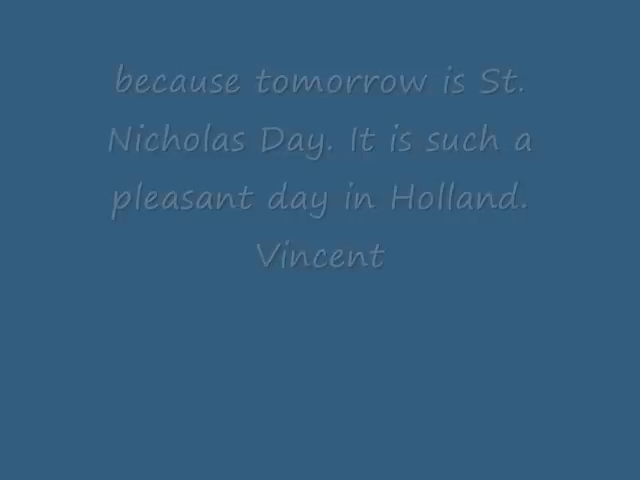 because tomorrow is St.
Nicholas Day. It is such a
pleasant day in Holland.
Vincent